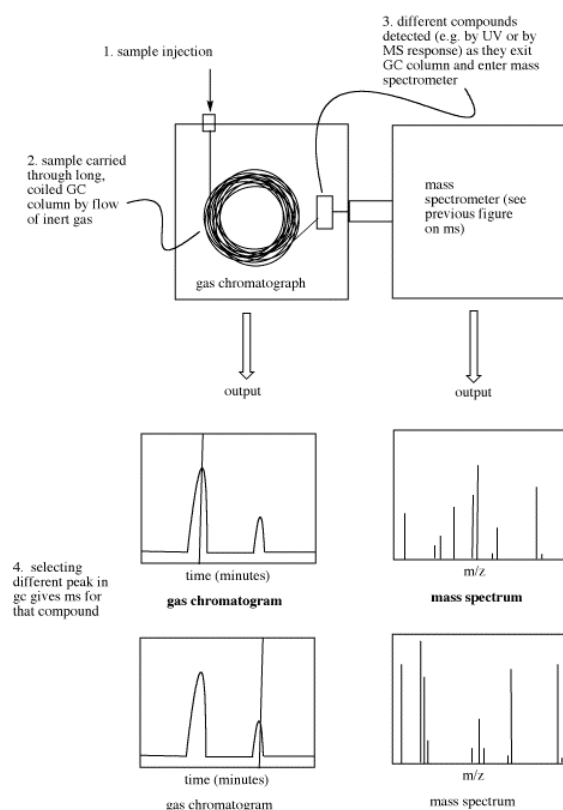 1. sample injection
3. different compounds
detected (e.g. by UV or by
MS response) as they exit
GC column and enter mass
spectrometer
2. sample carried
through long,
coiled GC
column by flow
of inert gas
mass
spectrometer (see
previous figure
on ms)
gas chromatograph
output
output
4. selecting
different peak in
gc gives ms for
that compound
time (minutes)
gas chromatogram
m/z
mass spectrum
time (minutes)
gas chromatogram
m/z
mass spectrum